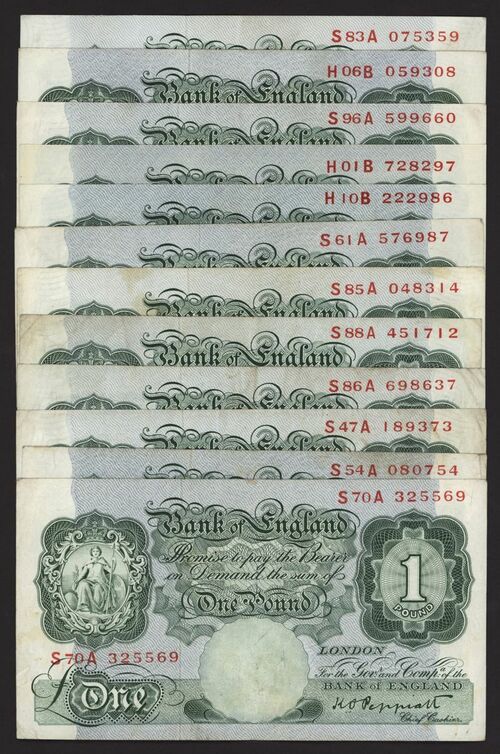 S83A 075359
H06B 059308
Bank of England
S96A 599660
Bank of England
H01B 728297
H10B 222986
S61A 576987
S85A 048314
S88A 451712
Bank of England
S86A 698637
S47A 189373
S54A 080754
S70A 325569
Bank of England
Promise to pay the Bearer
on Demand the sum of
One Pound
1
POUND
LONDON
For the Govr. and Compa. of the
BANK OF ENGLAND
S70A 325569
£One
K O Peppiatt
Chief Cashier.